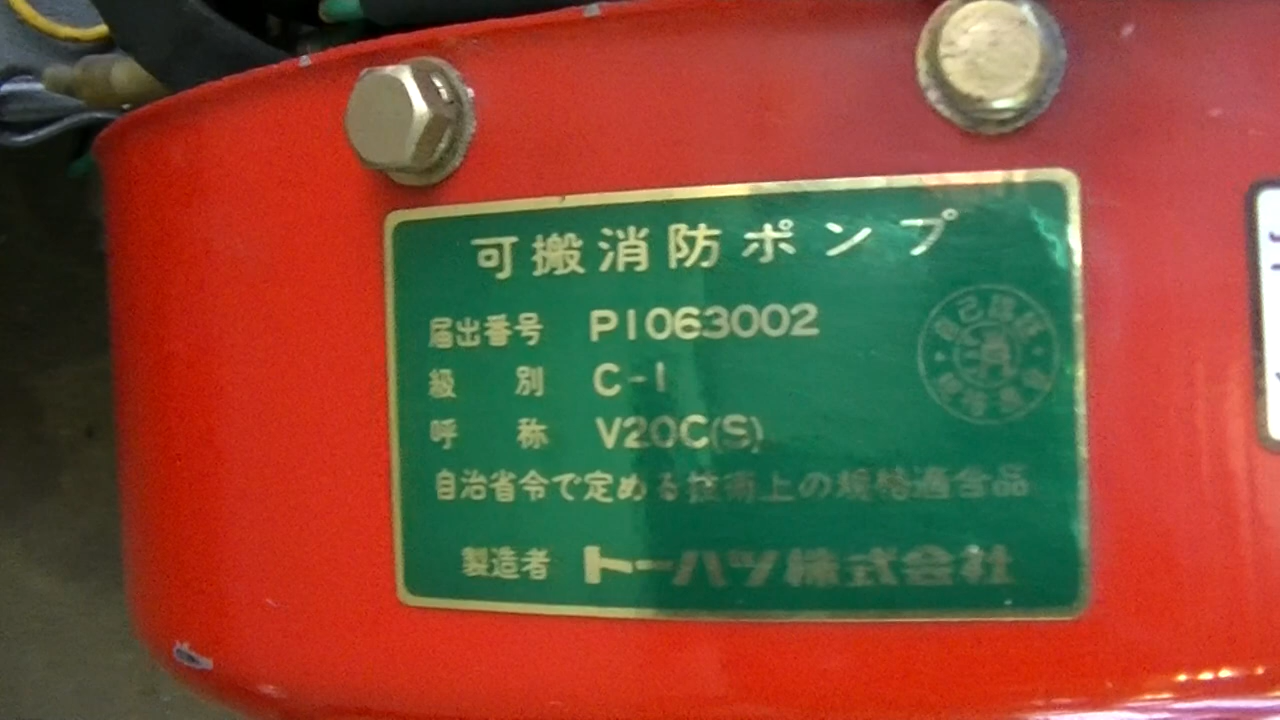 可搬消防ポンプ
届出番号 P1063002
級別 C-1
呼称 V20C(S)
自治省令で定める技術上の規格適合品
製造者 トーハツ株式会社